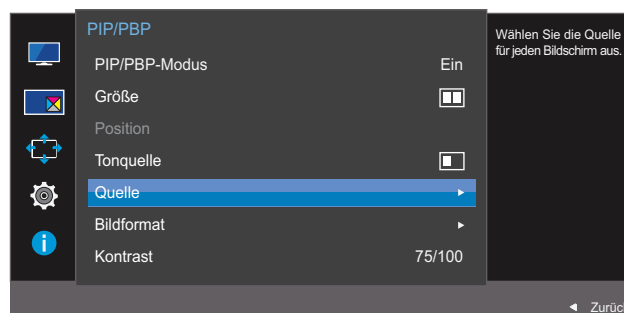 PIP/PBP
PIP/PBP-Modus Ein
Größe
Position
Tonquelle
Quelle
Bildformat
Kontrast 75/100
Wählen Sie die Quelle
für jeden Bildschirm aus.